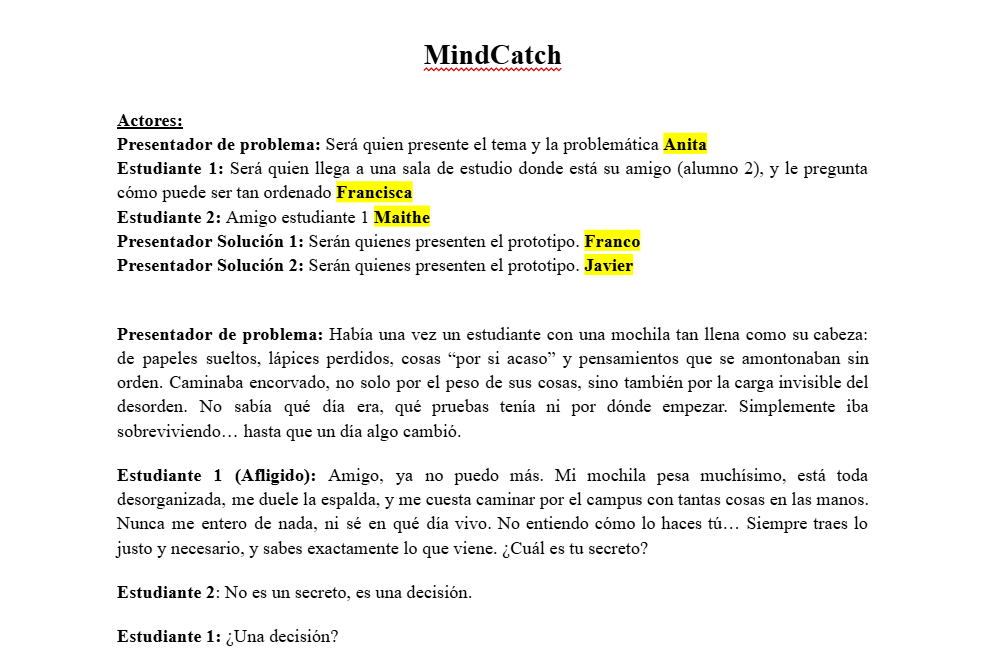 MindCatch
Actores:
Presentador de problema: Será quien presente el tema y la problemática Anita
Estudiante 1: Será quien llega a una sala de estudio donde está su amigo (alumno 2), y le pregunta
cómo puede ser tan ordenado Francisca
Estudiante 2: Amigo estudiante 1 Maithe
Presentador Solución 1: Serán quienes presenten el prototipo. Franco
Presentador Solución 2: Serán quienes presenten el prototipo. Javier
Presentador de problema: Había una vez un estudiante con una mochila tan llena como su cabeza:
de papeles sueltos, lápices perdidos, cosas “por si acaso” y pensamientos que se amontonaban sin
orden. Caminaba encorvado, no solo por el peso de sus cosas, sino también por la carga invisible del
desorden. No sabía qué día era, qué pruebas tenía ni por dónde empezar. Simplemente iba
sobreviviendo… hasta que un día algo cambió.
Estudiante 1 (Afligido): Amigo, ya no puedo más. Mi mochila pesa muchísimo, está toda
desorganizada, me duele la espalda, y me cuesta caminar por el campus con tantas cosas en las manos.
Nunca me entero de nada, ni sé en qué día vivo. No entiendo cómo lo haces tú… Siempre traes lo
justo y necesario, y sabes exactamente lo que viene. ¿Cuál es tu secreto?
Estudiante 2: No es un secreto, es una decisión.
Estudiante 1: ¿Una decisión?